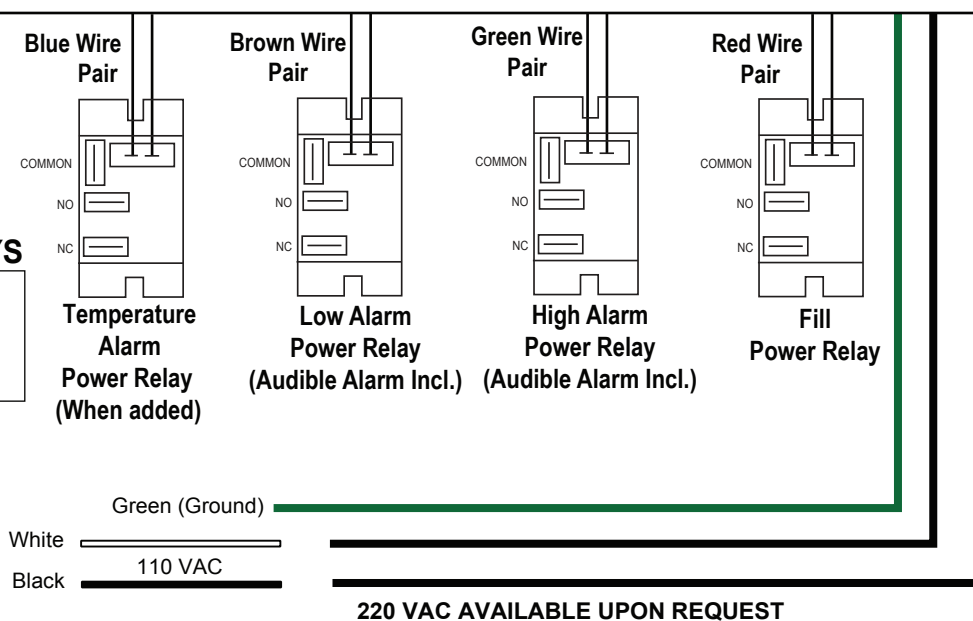 Blue Wire
Pair
Brown Wire
Pair
Green Wire
Pair
Red Wire
Pair
COMMON
NO
NC
COMMON
NO
NC
COMMON
NO
NC
COMMON
NO
NC
YS
Temperature
Alarm
Power Relay
(When added)
Low Alarm
Power Relay
(Audible Alarm Incl.)
High Alarm
Power Relay
(Audible Alarm Incl.)
Fill
Power Relay
Green (Ground)
White
110 VAC
Black
220 VAC AVAILABLE UPON REQUEST